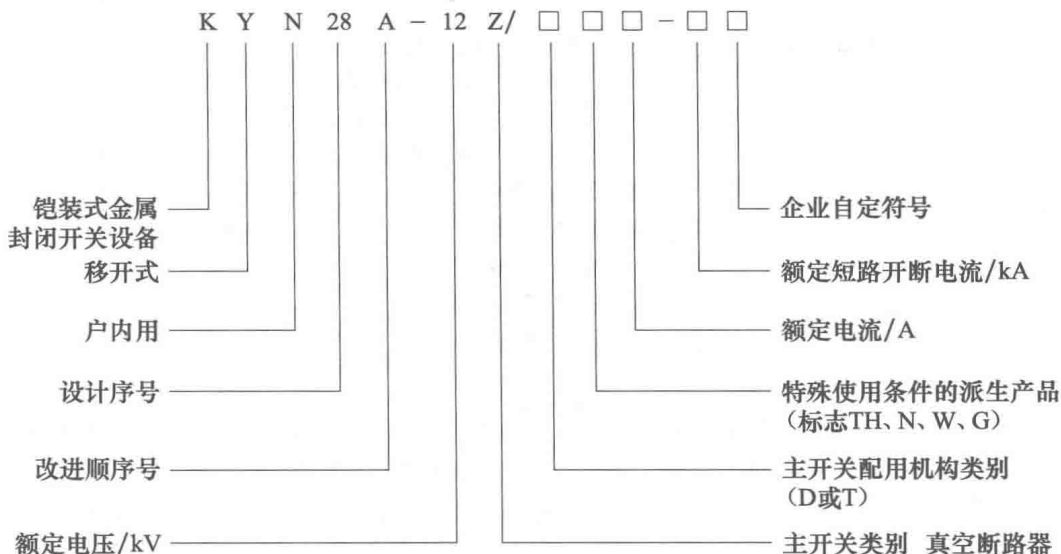 K Y N 28 A - 12 Z/ □ □ □ - □ □
铠装式金属
封闭开关设备
移开式
户内用
设计序号
改进顺序号
额定电压/kV
企业自定符号
额定短路开断电流/kA
额定电流/A
特殊使用条件的派生产品
(标志TH、N、W、G)
主开关配用机构类别
(D或T)
主开关类别 真空断路器